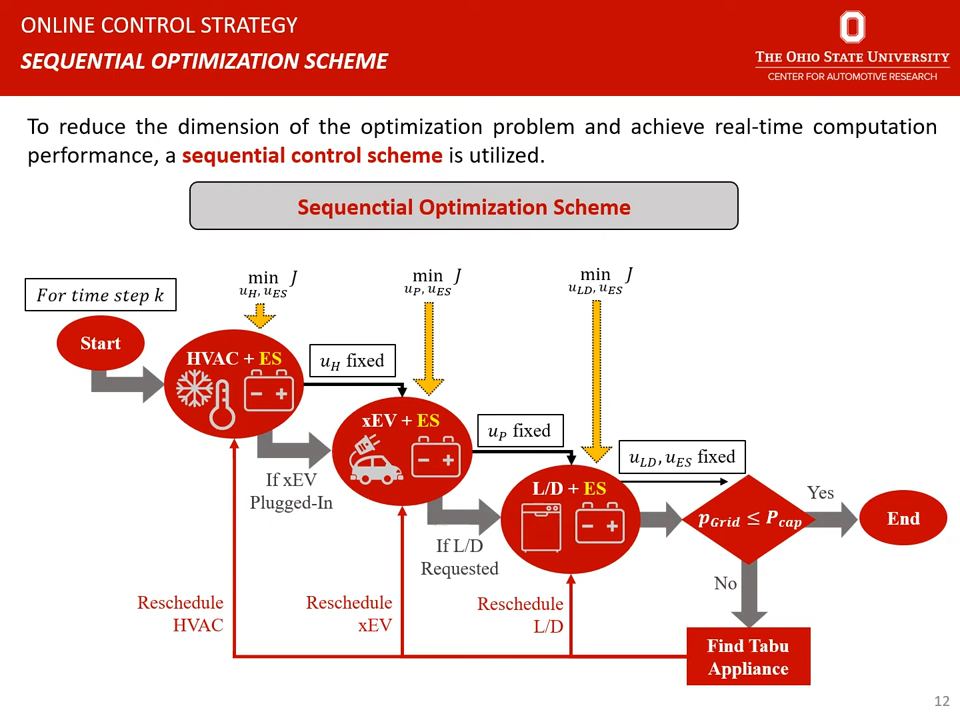 ONLINE CONTROL STRATEGY
SEQUENTIAL OPTIMIZATION SCHEME
THE OHIO STATE UNIVERSITY
CENTER FOR AUTOMOTIVE RESEARCH
To reduce the dimension of the optimization problem and achieve real-time computation
performance, a sequential control scheme is utilized.
Sequenctial Optimization Scheme
For time step k
min J
u_H, u_ES
min J
u_P, u_ES
min J
u_LD, u_ES
Start
HVAC + ES
u_H fixed
xEV + ES
u_P fixed
If xEV
Plugged-In
L/D + ES
u_LD, u_ES fixed
If L/D
Requested
p_Grid ≤ P_cap
Yes
End
No
Reschedule
HVAC
Reschedule
xEV
Reschedule
L/D
Find Tabu
Appliance
12